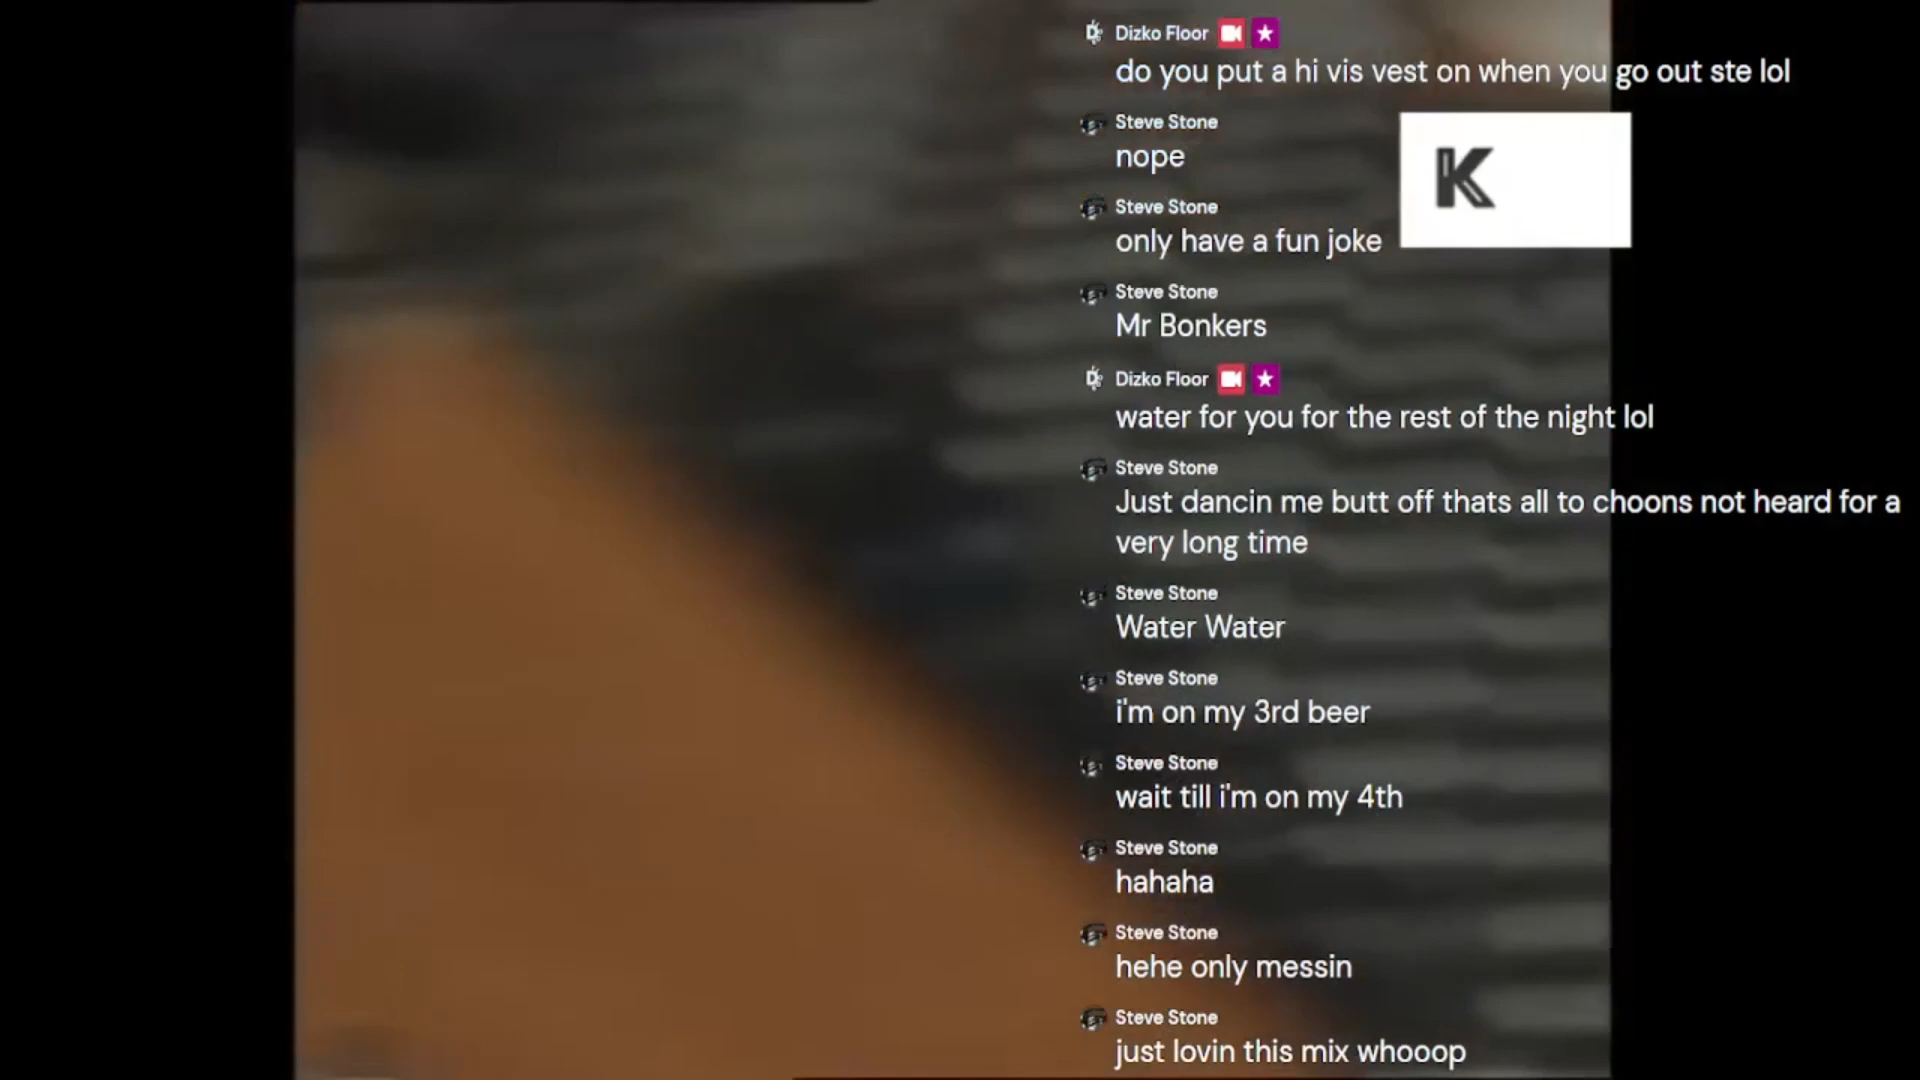 Dizko Floor
do you put a hi vis vest on when you go out ste lol
Steve Stone
nope
K
Steve Stone
only have a fun joke
Steve Stone
Mr Bonkers
Dizko Floor
water for you for the rest of the night lol
Steve Stone
Just dancin me butt off thats all to choons not heard for a
very long time
Steve Stone
Water Water
Steve Stone
i'm on my 3rd beer
Steve Stone
wait till i'm on my 4th
Steve Stone
hahaha
Steve Stone
hehe only messin
Steve Stone
just lovin this mix whooop